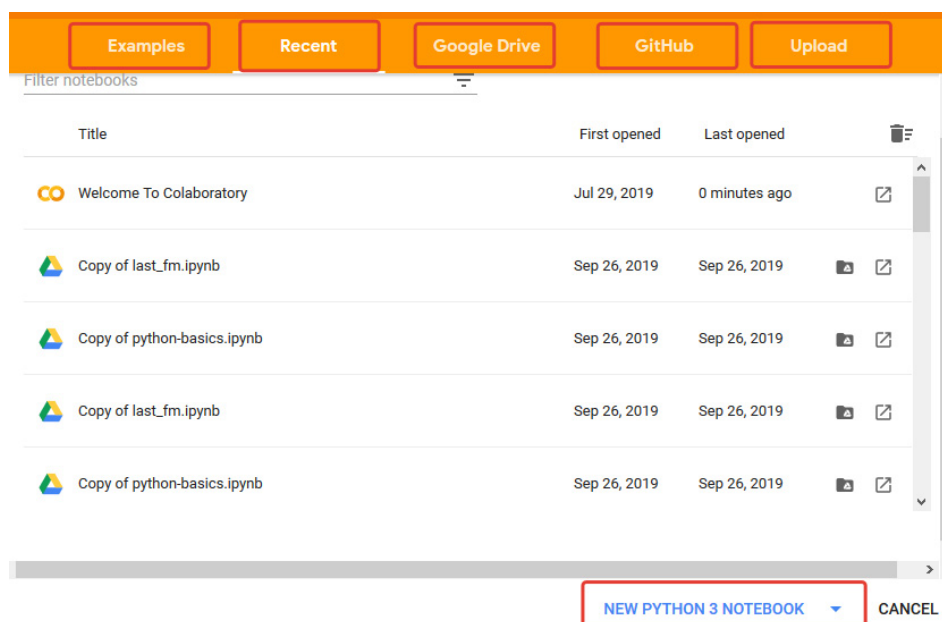 Examples Recent Google Drive GitHub Upload
Filter notebooks
Title First opened Last opened
Welcome To Colaboratory Jul 29, 2019 0 minutes ago
Copy of last_fm.ipynb Sep 26, 2019 Sep 26, 2019
Copy of python-basics.ipynb Sep 26, 2019 Sep 26, 2019
Copy of last_fm.ipynb Sep 26, 2019 Sep 26, 2019
Copy of python-basics.ipynb Sep 26, 2019 Sep 26, 2019
NEW PYTHON 3 NOTEBOOK CANCEL